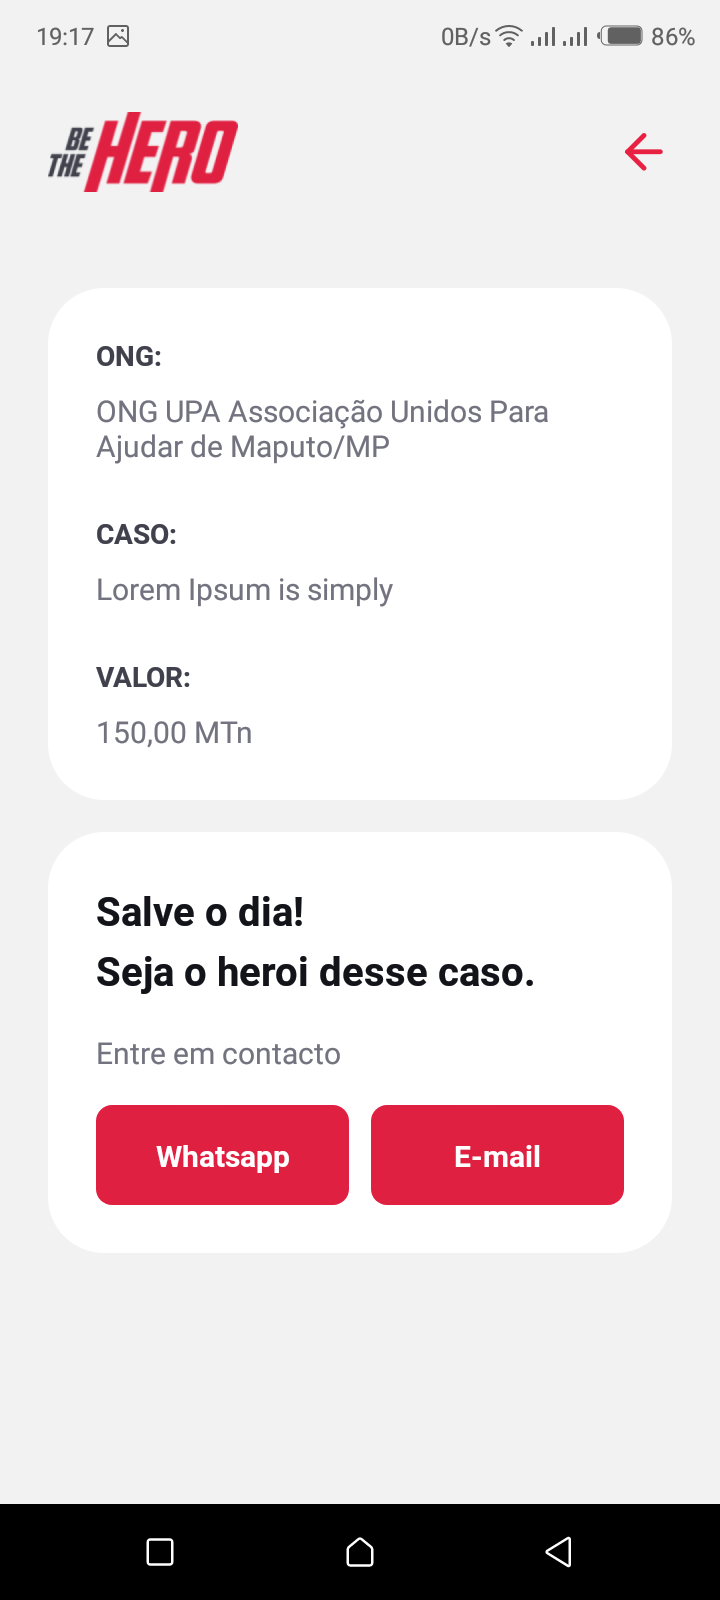 19:17 0B/s 86%
BE
THE HERO
ONG:
ONG UPA Associação Unidos Para
Ajudar de Maputo/MP
CASO:
Lorem Ipsum is simply
VALOR:
150,00 MTn
Salve o dia!
Seja o heroi desse caso.
Entre em contacto
Whatsapp E-mail